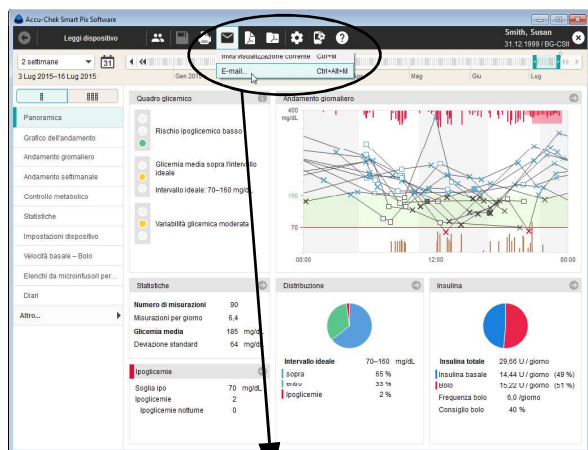 Accu-Chek Smart Pix Software
Leggi dispositivo
Smith, Susan
31.12.1999 / BG-CSII
2 settimane
31
3 Lug 2015–16 Lug 2015
Gen 2015
Mag
Giu
Lug
Invia visualizzazione corrente Ctrl+M
E-mail... Ctrl+Alt+M
Panoramica
Grafico dell'andamento
Andamento giornaliero
Andamento settimanale
Controllo metabolico
Statistiche
Impostazioni dispositivo
Velocità basale – Bolo
Elenchi da microinfusori per...
Diari
Altro...
Quadro glicemico
Rischio ipoglicemico basso
Glicemia media sopra l'intervallo
ideale
Intervallo ideale: 70–160 mg/dL
Variabilità glicemica moderata
Andamento giornaliero
400
mg/dL
160
70
00:00 12:00 00:00
Statistiche
Numero di misurazioni 90
Misurazioni per giorno 6,4
Glicemia media 185 mg/dL
Deviazione standard 64 mg/dL
Ipoglicemie
Soglia ipo 70 mg/dL
Ipoglicemie 2
Ipoglicemie notturne 0
Distribuzione
Intervallo ideale 70–160 mg/dL
sopra 65 %
entro 33 %
Ipoglicemie 2 %
Insulina
Insulina totale 29,66 U / giorno
Insulina basale 14,44 U / giorno (49 %)
Bolo 15,22 U / giorno (51 %)
Frequenza bolo 6,0 /giorno
Consiglio bolo 40 %